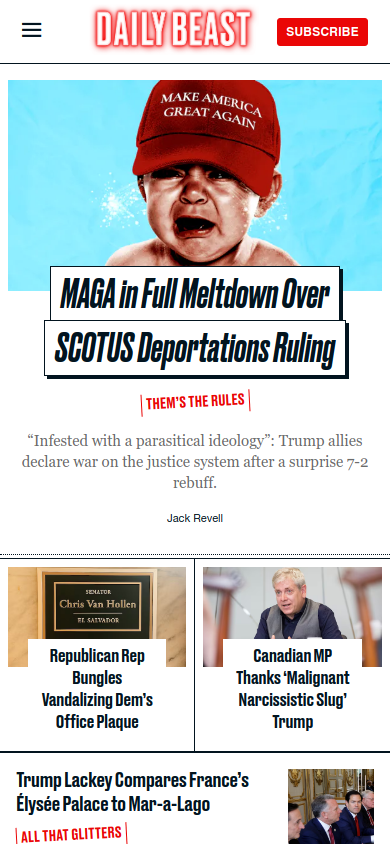 DAILY BEAST
SUBSCRIBE
MAKE AMERICA
GREAT AGAIN
MAGA in Full Meltdown Over
SCOTUS Deportations Ruling
THEM'S THE RULES
“Infested with a parasitical ideology”: Trump allies
declare war on the justice system after a surprise 7-2
rebuff.
Jack Revell
SENATOR
Chris Van Hollen
EL SALVADOR
Republican Rep
Bungles
Vandalizing Dem’s
Office Plaque
Canadian MP
Thanks ‘Malignant
Narcissistic Slug’
Trump
Trump Lackey Compares France’s
Élysée Palace to Mar-a-Lago
ALL THAT GLITTERS